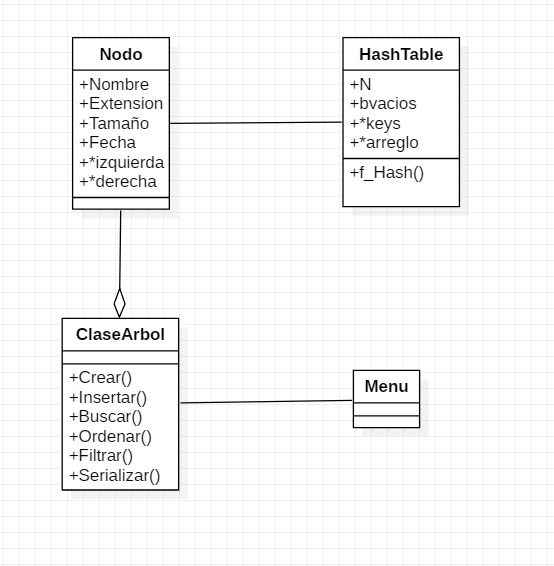 Nodo
+Nombre
+Extension
+Tamaño
+Fecha
+*izquierda
+*derecha
HashTable
+N
+bvacios
+*keys
+*arreglo
+f_Hash()
ClaseArbol
+Crear()
+Insertar()
+Buscar()
+Ordenar()
+Filtrar()
+Serializar()
Menu